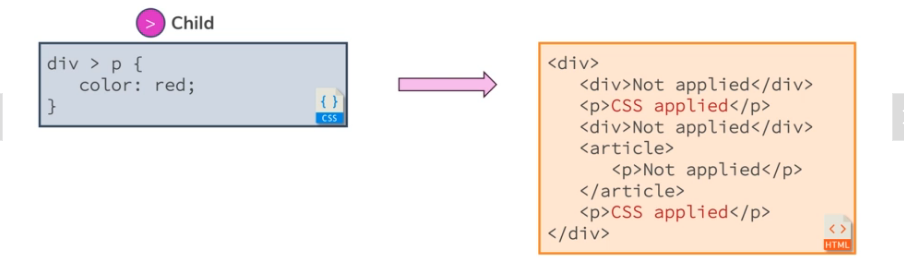 > Child
div > p {
   color: red;
}
{ }
CSS
<div>
   <div>Not applied</div>
   <p>CSS applied</p>
   <div>Not applied</div>
   <article>
      <p>Not applied</p>
   </article>
   <p>CSS applied</p>
</div>
<>
HTML